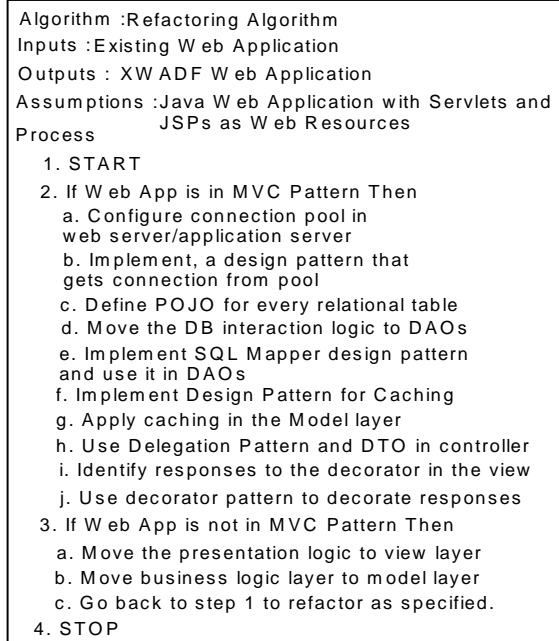 Algorithm :Refactoring Algorithm
Inputs :Existing Web Application
Outputs : XWADF Web Application
Assumptions :Java Web Application with Servlets and
JSPs as Web Resources
Process
1. START
2. If Web App is in MVC Pattern Then
a. Configure connection pool in
web server/application server
b. Implement, a design pattern that
gets connection from pool
c. Define POJO for every relational table
d. Move the DB interaction logic to DAOs
e. Implement SQL Mapper design pattern
and use it in DAOs
f. Implement Design Pattern for Caching
g. Apply caching in the Model layer
h. Use Delegation Pattern and DTO in controller
i. Identify responses to the decorator in the view
j. Use decorator pattern to decorate responses
3. If Web App is not in MVC Pattern Then
a. Move the presentation logic to view layer
b. Move business logic layer to model layer
c. Go back to step 1 to refactor as specified.
4. STOP